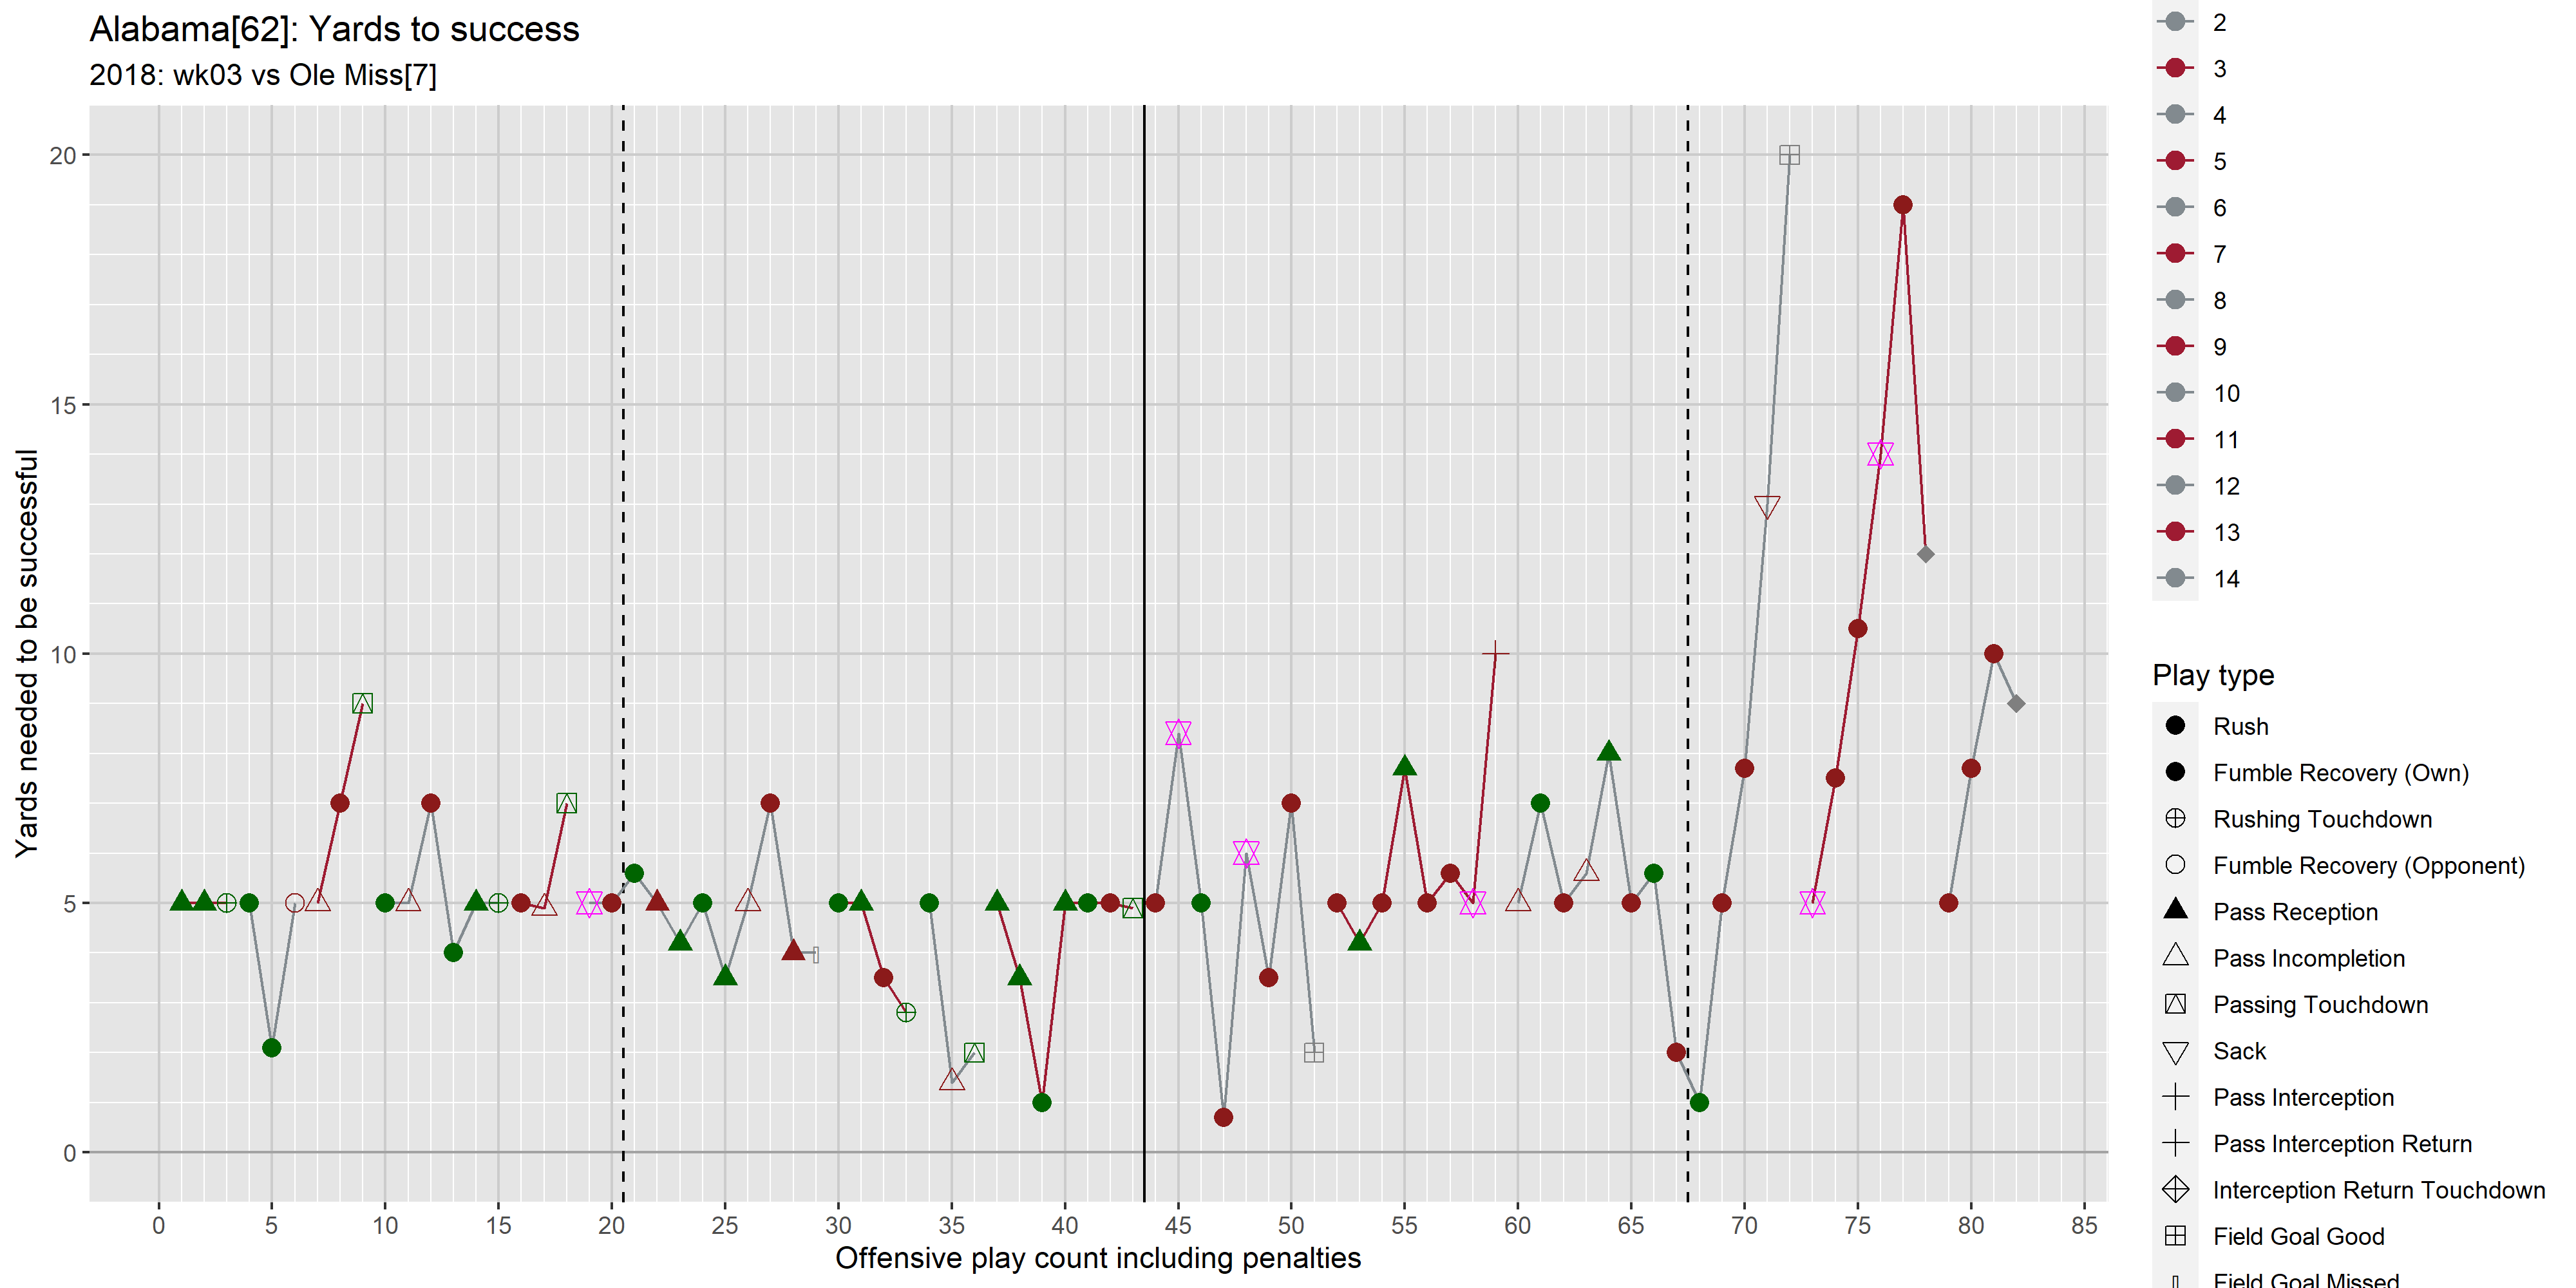 Alabama[62]: Yards to success
2018: wk03 vs Ole Miss[7]
Yards needed to be successful
20
15
10
5
0
0 5 10 15 20 25 30 35 40 45 50 55 60 65 70 75 80 85
Offensive play count including penalties
2
3
4
5
6
7
8
9
10
11
12
13
14
Play type
Rush
Fumble Recovery (Own)
Rushing Touchdown
Fumble Recovery (Opponent)
Pass Reception
Pass Incompletion
Passing Touchdown
Sack
Pass Interception
Pass Interception Return
Interception Return Touchdown
Field Goal Good
Field Goal Missed